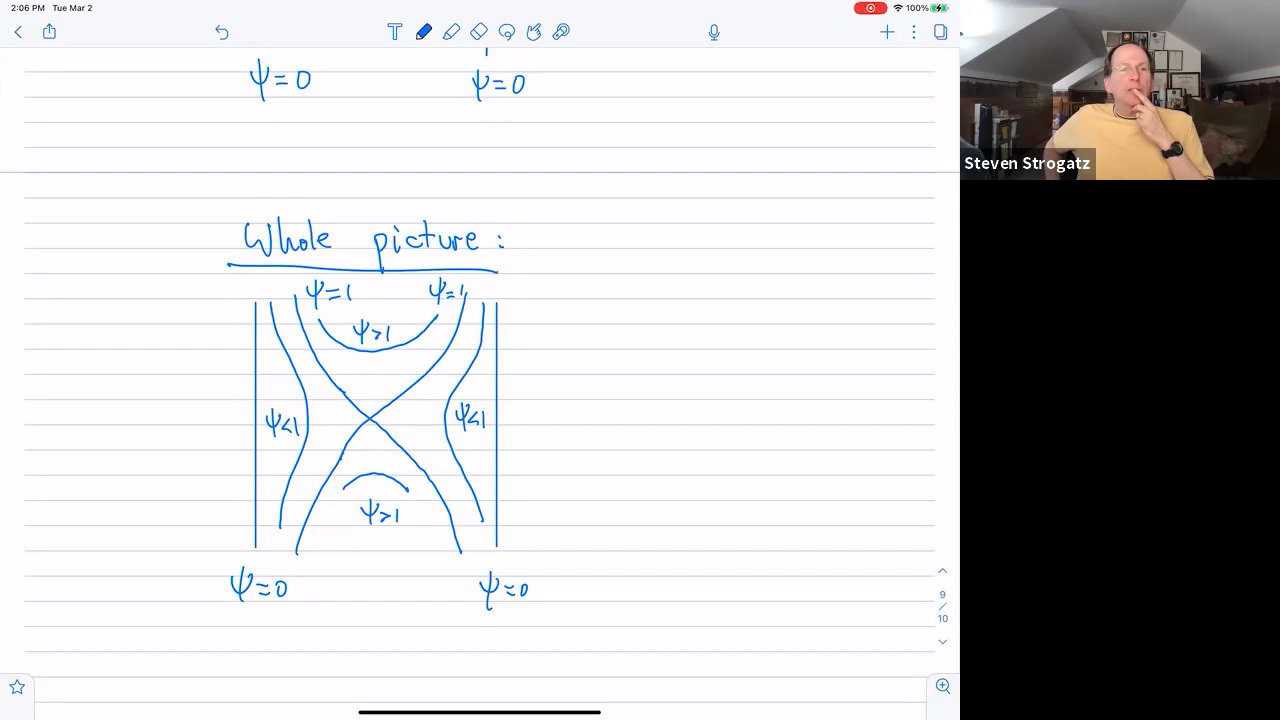 2:06 PM Tue Mar 2
100%
ψ = 0 ψ = 0
Steven Strogatz
Whole picture:
ψ=1 ψ=1
ψ>1
ψ<1 ψ<1
ψ>1
ψ=0 ψ=0
9
/
10